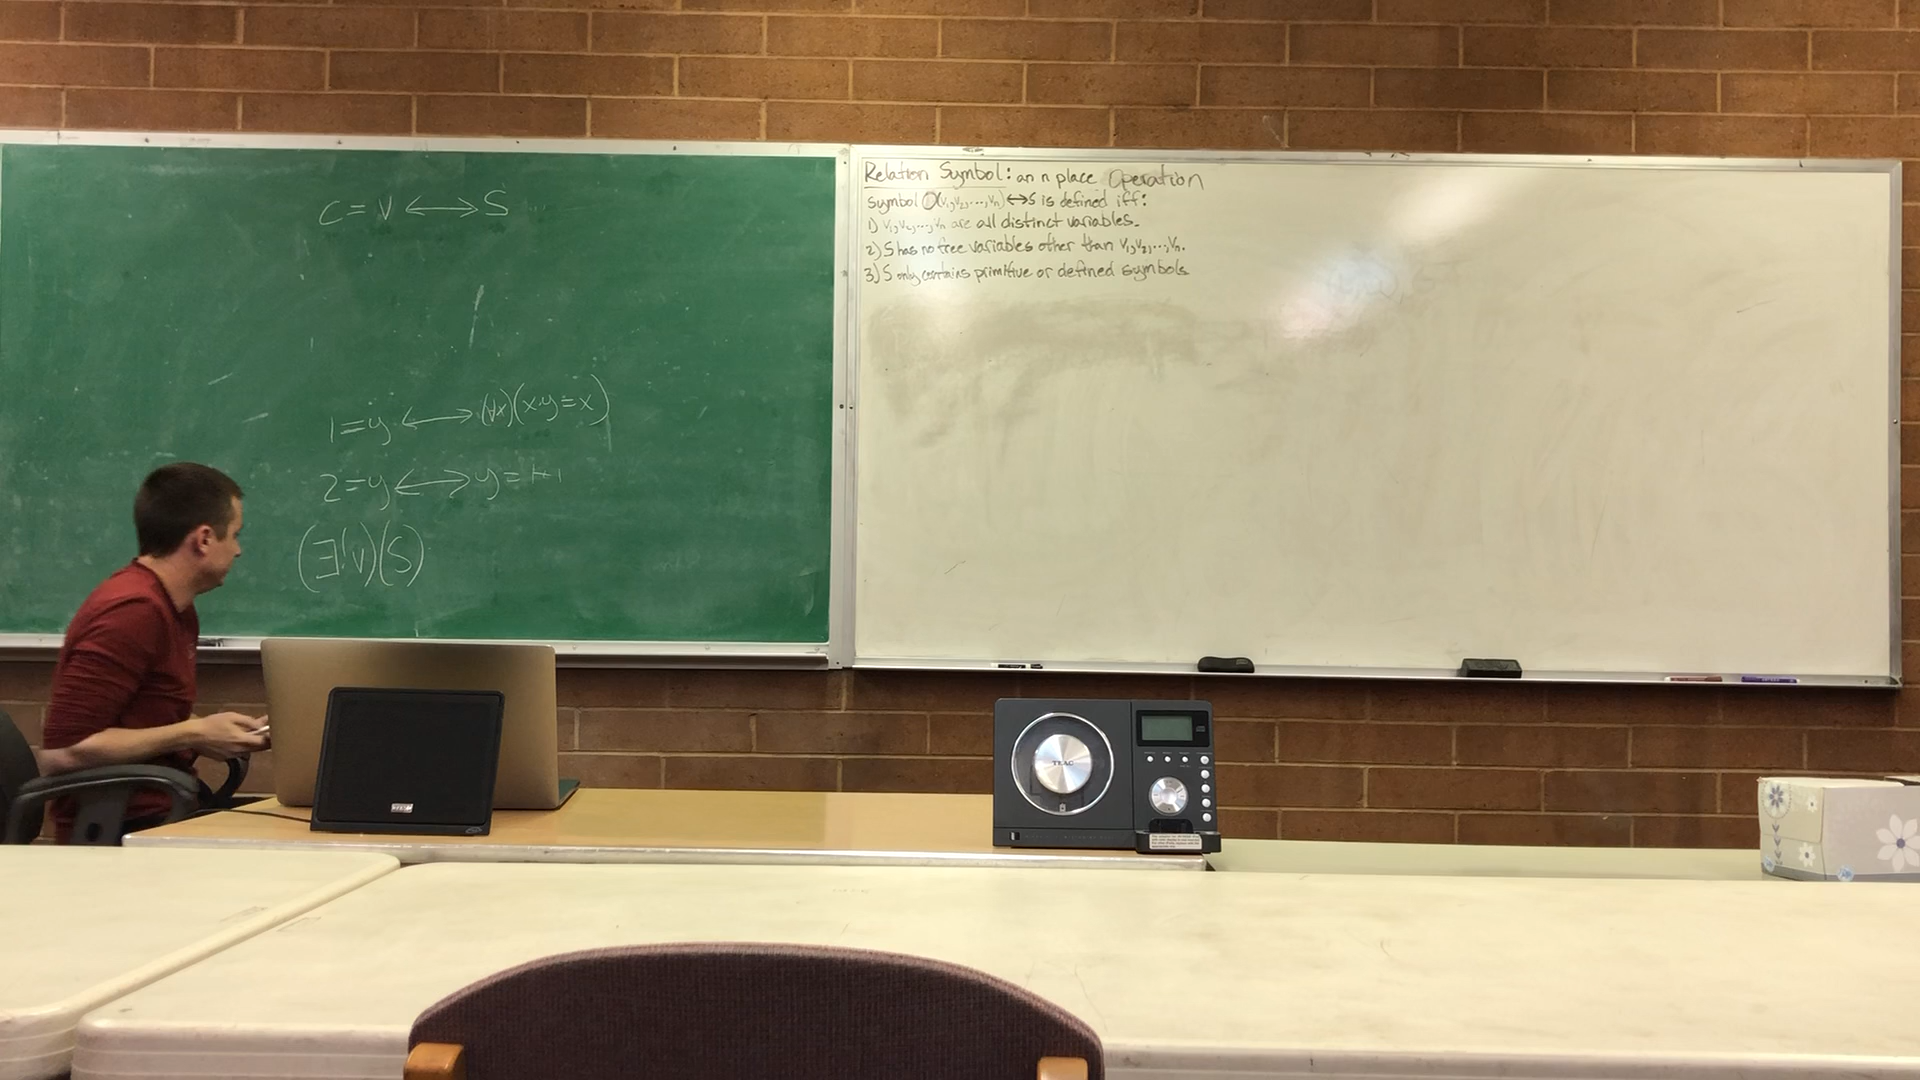 C = V ⟷ S
1 = y ⟷ (∀x)(x·y = x)
2 = y ⟷ y = 1+1
(∃!v)(S)
Relation Symbol: an n place Operation
symbol O(v₁,v₂,...,vₙ) ↔ S is defined iff:
1) v₁,v₂,...,vₙ are all distinct variables.
2) S has no free variables other than v₁,v₂,...,vₙ.
3) S only contains primitive or defined symbols
TEAC